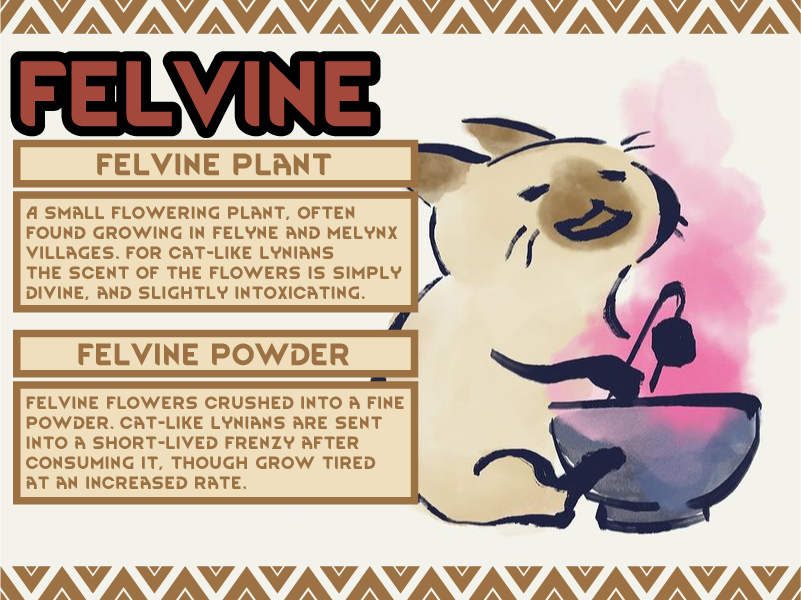 FELVINE
FELVINE PLANT
A SMALL FLOWERING PLANT, OFTEN
FOUND GROWING IN FELYNE AND MELYNX
VILLAGES. FOR CAT-LIKE LYNIANS
THE SCENT OF THE FLOWERS IS SIMPLY
DIVINE, AND SLIGHTLY INTOXICATING.
FELVINE POWDER
FELVINE FLOWERS CRUSHED INTO A FINE
POWDER. CAT-LIKE LYNIANS ARE SENT
INTO A SHORT-LIVED FRENZY AFTER
CONSUMING IT, THOUGH GROW TIRED
AT AN INCREASED RATE.